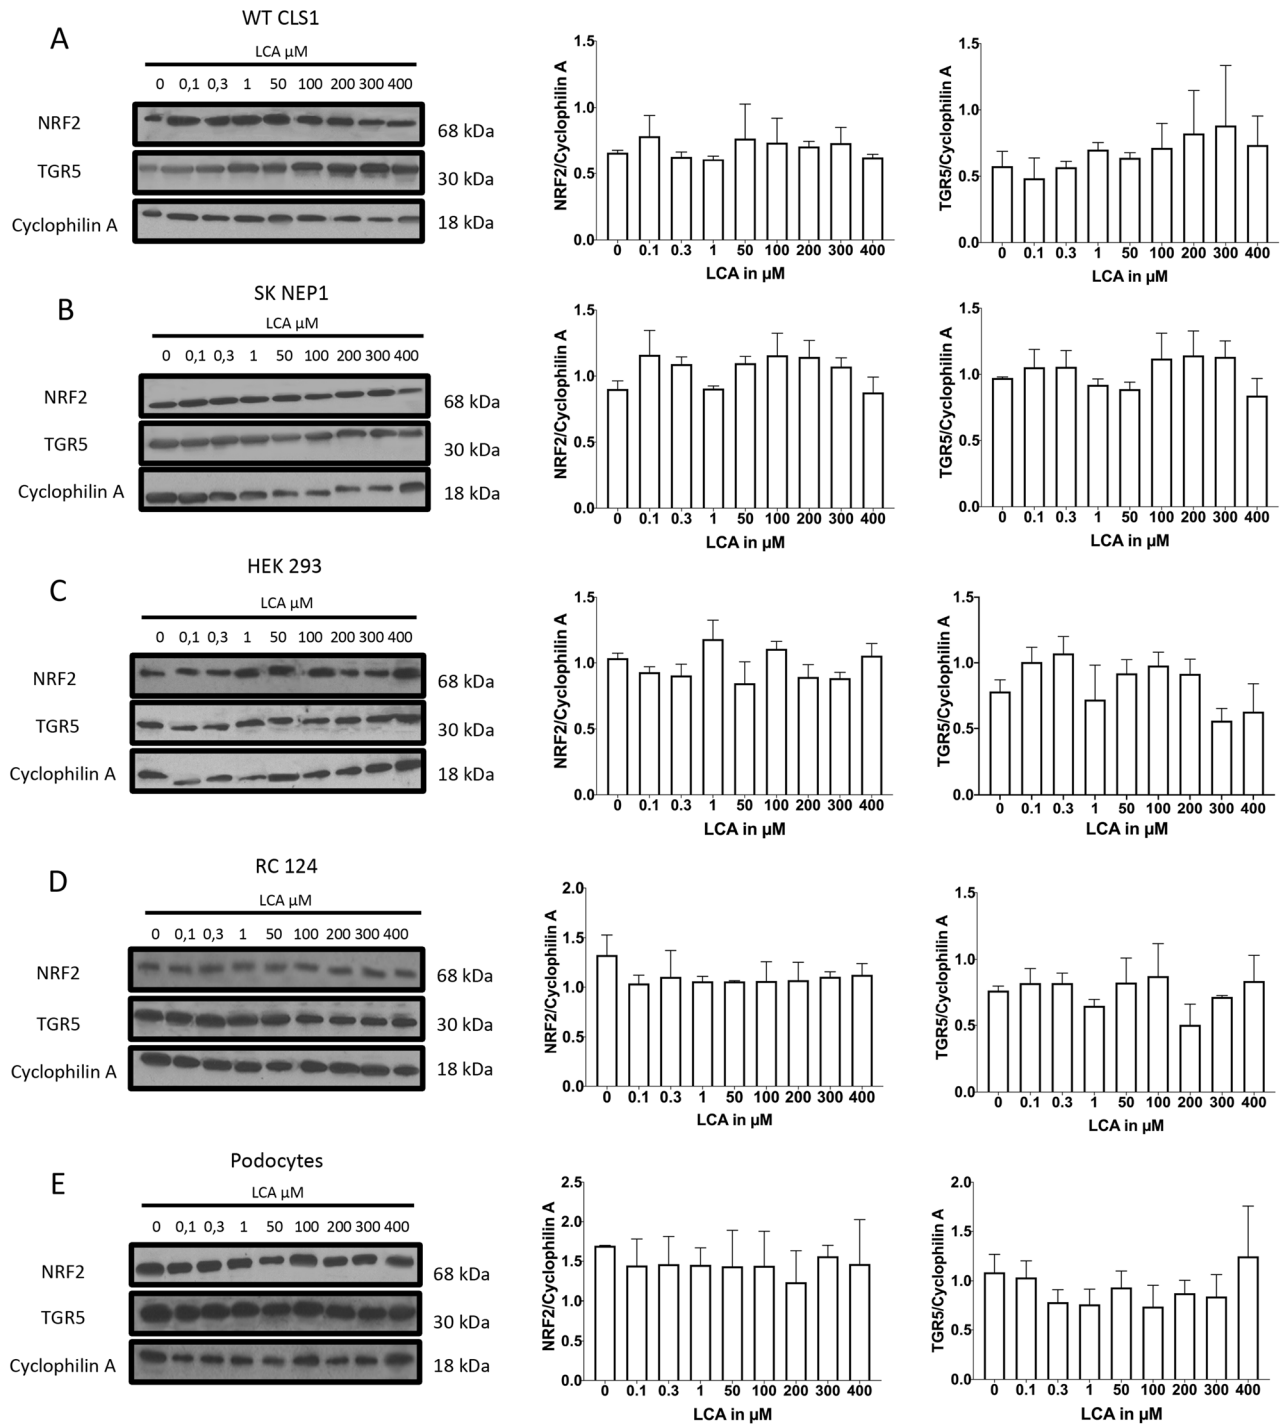 A
WT CLS1
LCA µM
0 0,1 0,3 1 50 100 200 300 400
NRF2
68 kDa
TGR5
30 kDa
Cyclophilin A
18 kDa
NRF2/Cyclophilin A
1.5
1.0
0.5
0.0
0 0.1 0.3 1 50 100 200 300 400
LCA in µM
TGR5/Cyclophilin A
1.5
1.0
0.5
0.0
0 0.1 0.3 1 50 100 200 300 400
LCA in µM
B
SK NEP1
LCA µM
0 0,1 0,3 1 50 100 200 300 400
NRF2
68 kDa
TGR5
30 kDa
Cyclophilin A
18 kDa
NRF2/Cyclophilin A
1.5
1.0
0.5
0.0
0 0.1 0.3 1 50 100 200 300 400
LCA in µM
TGR5/Cyclophilin A
1.5
1.0
0.5
0.0
0 0.1 0.3 1 50 100 200 300 400
LCA in µM
C
HEK 293
LCA µM
0 0,1 0,3 1 50 100 200 300 400
NRF2
68 kDa
TGR5
30 kDa
Cyclophilin A
18 kDa
NRF2/Cyclophilin A
1.5
1.0
0.5
0.0
0 0.1 0.3 1 50 100 200 300 400
LCA in µM
TGR5/Cyclophilin A
1.5
1.0
0.5
0.0
0 0.1 0.3 1 50 100 200 300 400
LCA in µM
D
RC 124
LCA µM
0 0,1 0,3 1 50 100 200 300 400
NRF2
68 kDa
TGR5
30 kDa
Cyclophilin A
18 kDa
NRF2/Cyclophilin A
2.0
1.5
1.0
0.5
0.0
0 0.1 0.3 1 50 100 200 300 400
LCA in µM
TGR5/Cyclophilin A
1.5
1.0
0.5
0.0
0 0.1 0.3 1 50 100 200 300 400
LCA in µM
E
Podocytes
LCA µM
0 0,1 0,3 1 50 100 200 300 400
NRF2
68 kDa
TGR5
30 kDa
Cyclophilin A
18 kDa
NRF2/Cyclophilin A
2.5
2.0
1.5
1.0
0.5
0.0
0 0.1 0.3 1 50 100 200 300 400
LCA in µM
TGR5/Cyclophilin A
2.0
1.5
1.0
0.5
0.0
0 0.1 0.3 1 50 100 200 300 400
LCA in µM